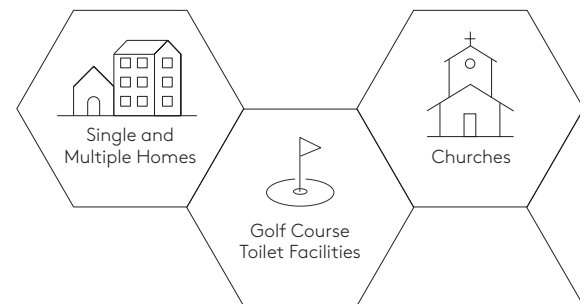 Single and
Multiple Homes
Churches
Golf Course
Toilet Facilities